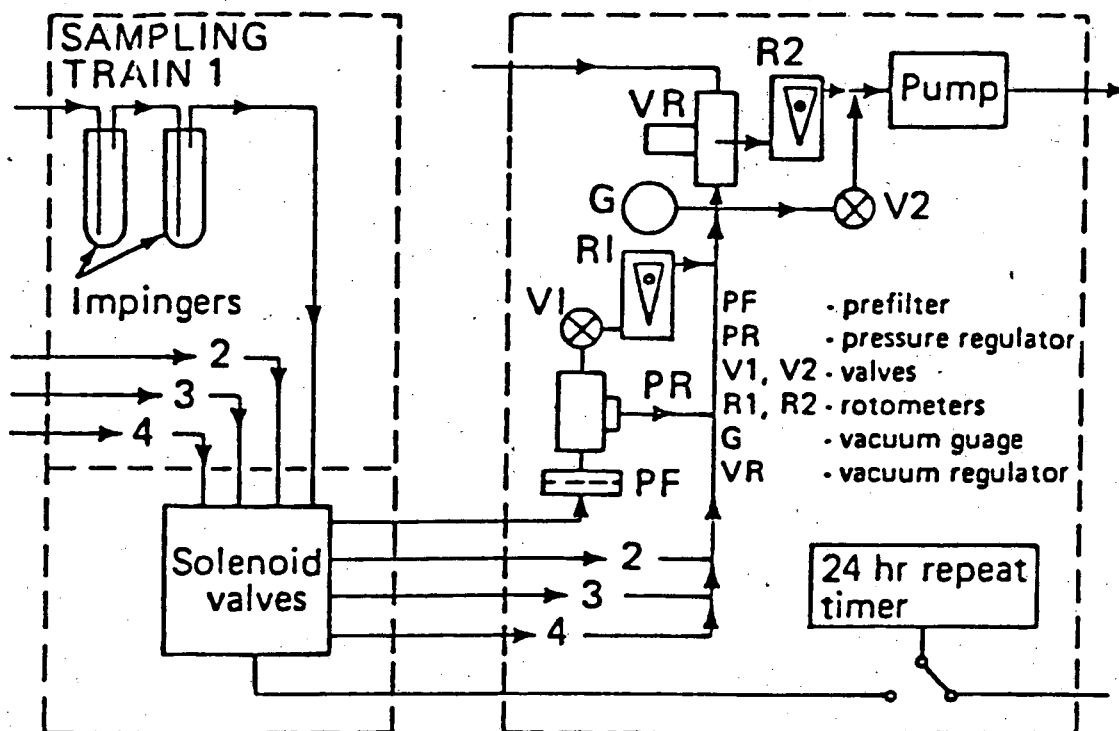 SAMPLING
TRAIN 1
Impingers
2
3
4
Solenoid
valves
R2
Pump
VR
G
V2
R1
V1
PR
PF
PF - prefilter
PR - pressure regulator
V1, V2 - valves
R1, R2 - rotometers
G - vacuum guage
VR - vacuum regulator
2
3
4
24 hr repeat
timer